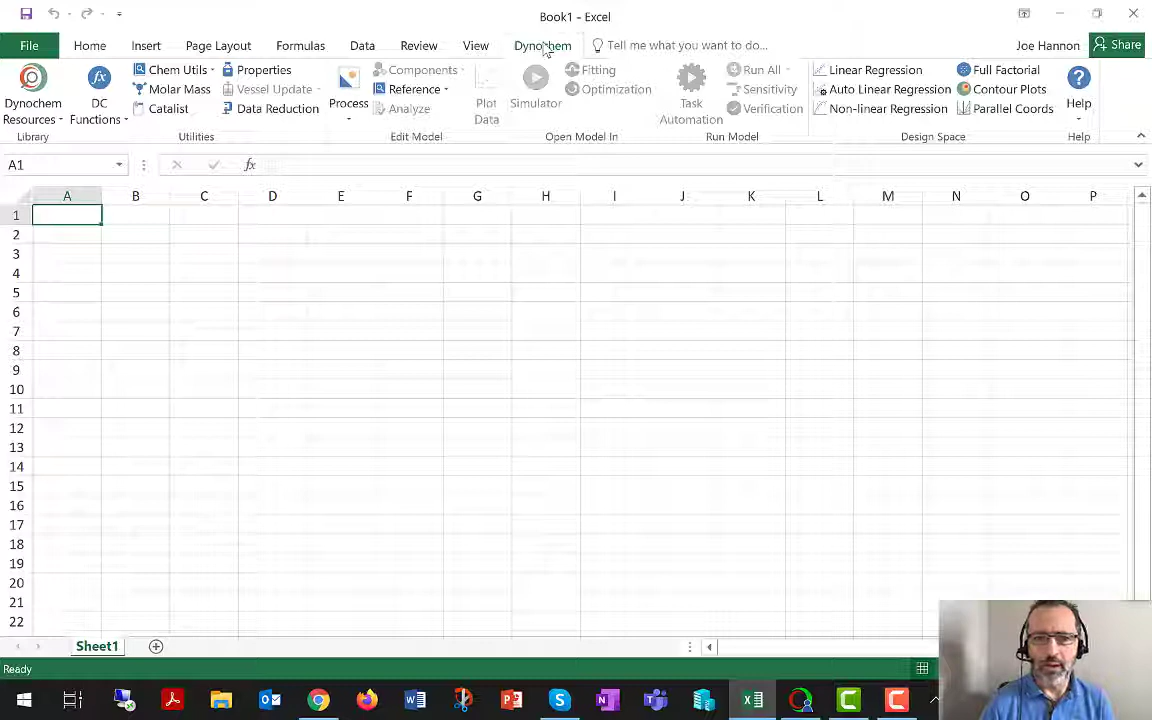 Book1 - Excel
File Home Insert Page Layout Formulas Data Review View Dynochem Tell me what you want to do... Joe Hannon Share
Chem Utils Properties Components Fitting Run All Linear Regression Full Factorial
Molar Mass Vessel Update Reference Optimization Sensitivity Auto Linear Regression Contour Plots
Dynochem DC Process Plot Simulator Task Help
Resources Functions Catalist Data Reduction Analyze Data Automation Verification Non-linear Regression Parallel Coords
Library Utilities Edit Model Open Model In Run Model Design Space Help
A1 fx
A B C D E F G H I J K L M N O P
1
2
3
4
5
6
7
8
9
10
11
12
13
14
15
16
17
18
19
20
21
22
Sheet1
Ready